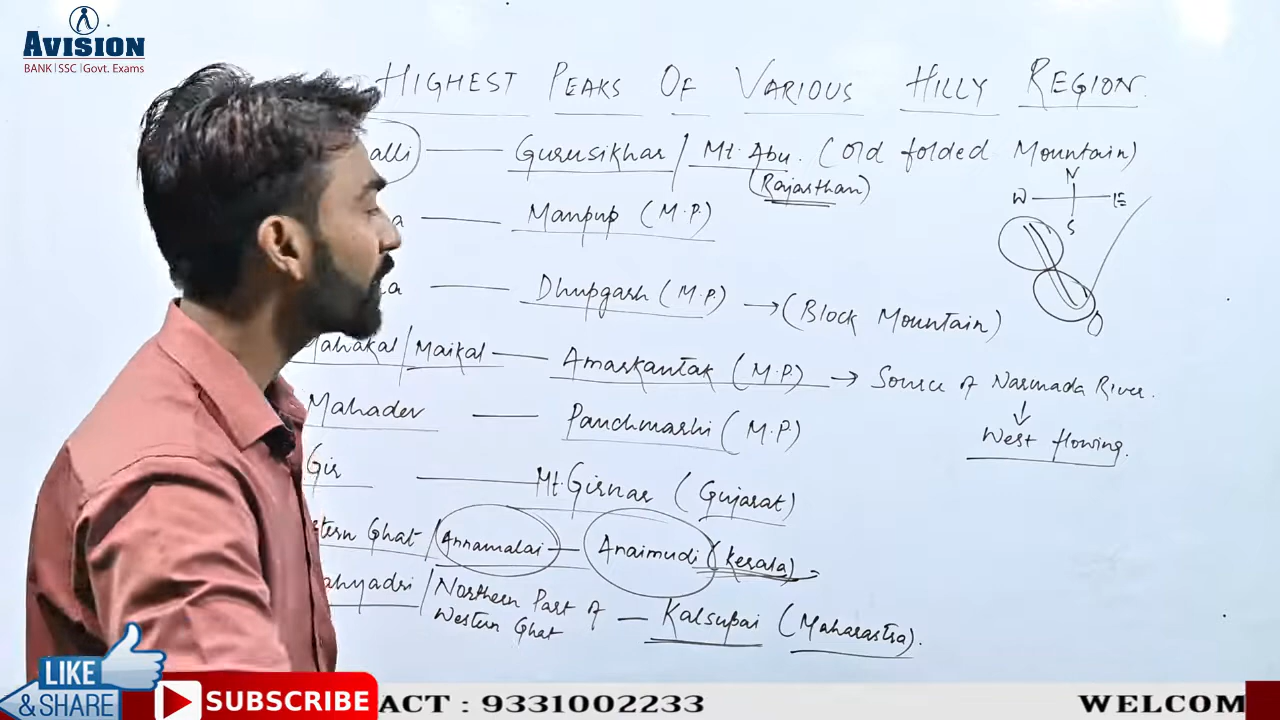 AVISION
BANK | SSC | Govt. Exams
HIGHEST PEAKS OF VARIOUS HILLY REGION
alli — Gurusikhar / Mt. Abu. (Old folded Mountain)
(Rajasthan)
N
W E
S
a — Manpup (M.P)
a — Dhupgarh (M.P) → (Block Mountain)
Mahakal / Maikal — Amarkantak (M.P) → Source of Narmada River.
↓
West flowing.
Mahadev — Panchmarhi (M.P)
Gir — Mt. Girnar (Gujarat)
stern Ghat / Annamalai — Anaimudi (Kerala)
ahyadri / Northern Part of Western Ghat — Kalsubai (Maharastra).
LIKE
& SHARE
SUBSCRIBE
ACT : 9331002233
WELCOM